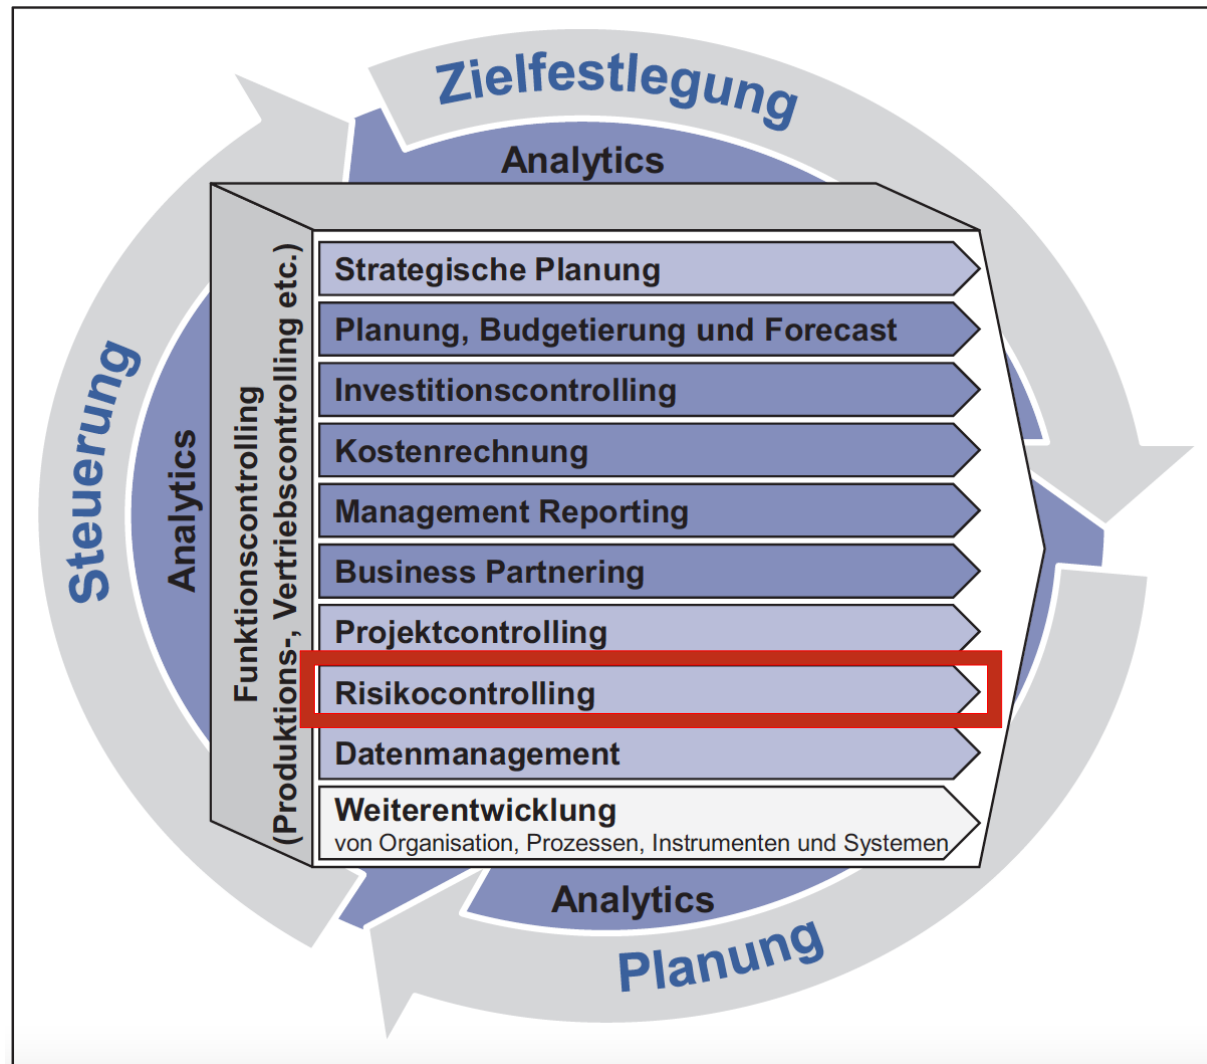 Zielfestlegung
Analytics
Steuerung
Analytics
Funktionscontrolling
(Produktions-, Vertriebscontrolling etc.)
Strategische Planung
Planung, Budgetierung und Forecast
Investitionscontrolling
Kostenrechnung
Management Reporting
Business Partnering
Projektcontrolling
Risikocontrolling
Datenmanagement
Weiterentwicklung
von Organisation, Prozessen, Instrumenten und Systemen
Analytics
Planung